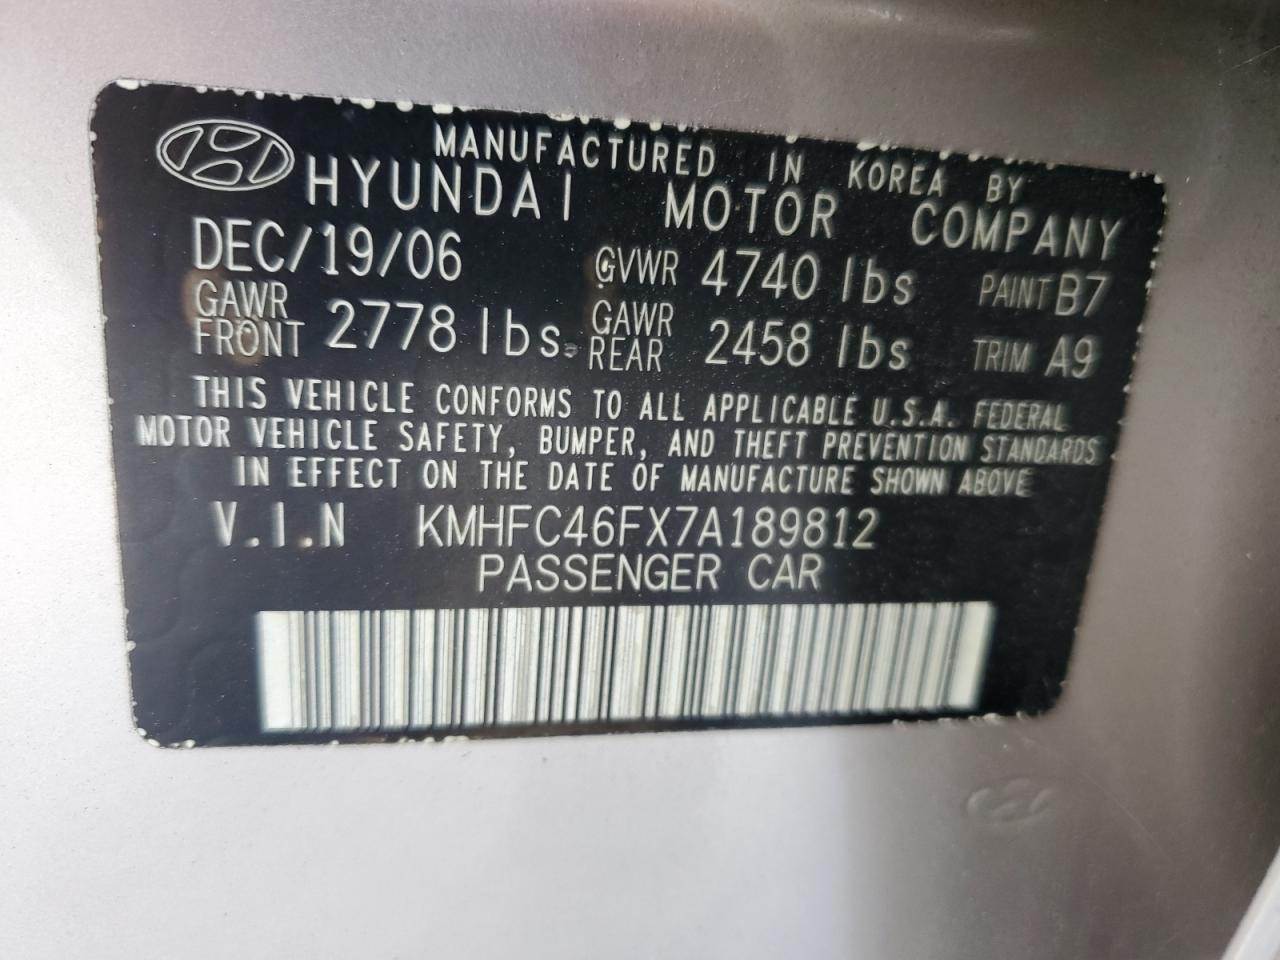 MANUFACTURED IN KOREA BY
HYUNDAI MOTOR COMPANY
DEC/19/06 GVWR 4740 lbs PAINT B7
GAWR FRONT 2778 lbs. GAWR REAR 2458 lbs TRIM A9
THIS VEHICLE CONFORMS TO ALL APPLICABLE U.S.A. FEDERAL
MOTOR VEHICLE SAFETY, BUMPER, AND THEFT PREVENTION STANDARDS
IN EFFECT ON THE DATE OF MANUFACTURE SHOWN ABOVE
V.I.N KMHFC46FX7A189812
PASSENGER CAR